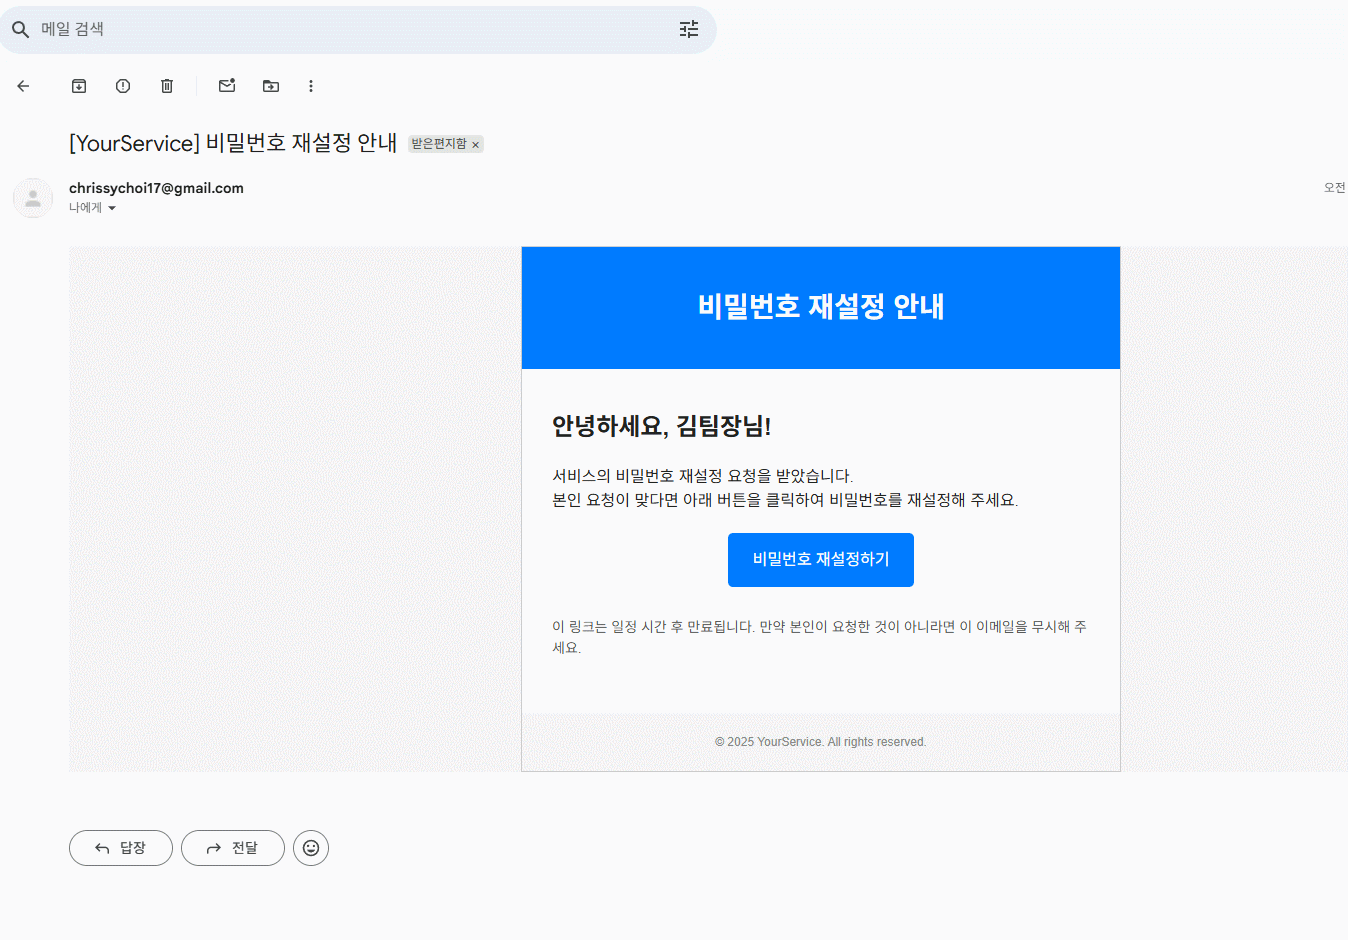 메일 검색
[YourService] 비밀번호 재설정 안내 받은편지함 ×
chrissychoi17@gmail.com 오전
나에게
비밀번호 재설정 안내
안녕하세요, 김팀장님!
서비스의 비밀번호 재설정 요청을 받았습니다.
본인 요청이 맞다면 아래 버튼을 클릭하여 비밀번호를 재설정해 주세요.
비밀번호 재설정하기
이 링크는 일정 시간 후 만료됩니다. 만약 본인이 요청한 것이 아니라면 이 이메일을 무시해 주
세요.
© 2025 YourService. All rights reserved.
답장 전달